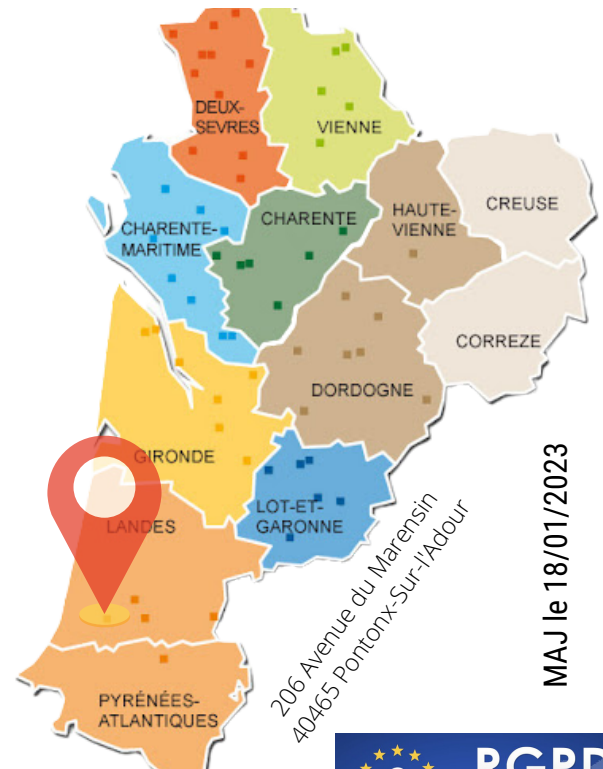 DEUX-
SEVRES
VIENNE
CHARENTE-
MARITIME
CHARENTE
HAUTE-
VIENNE
CREUSE
CORREZE
DORDOGNE
GIRONDE
LOT-ET-
GARONNE
LANDES
PYRÉNÉES-
ATLANTIQUES
206 Avenue du Marensin
40465 Pontonx-Sur-l'Adour
MAJ le 18/01/2023
RGPD